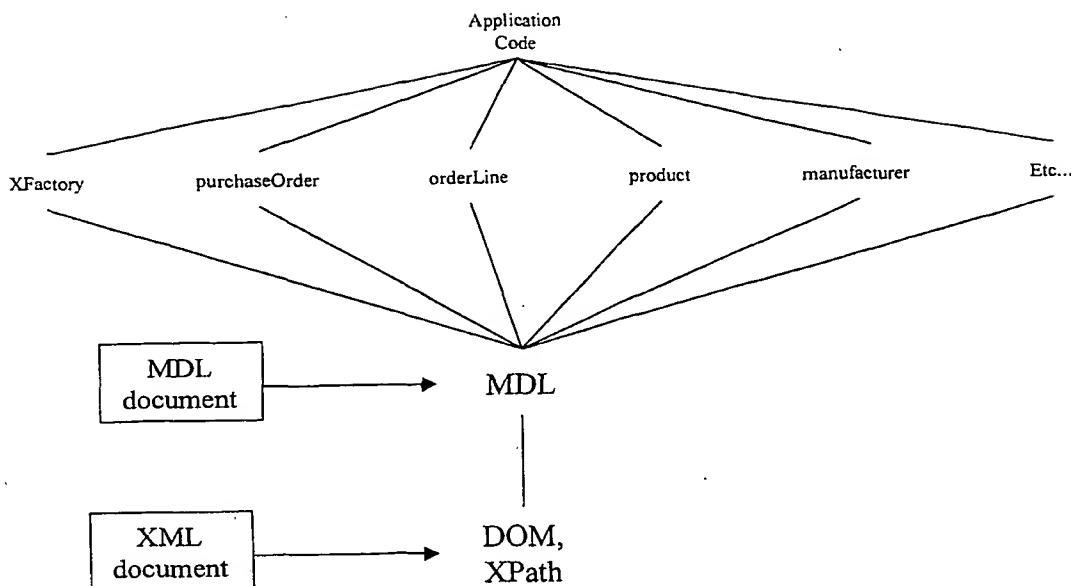 Application
Code
XFactory
purchaseOrder
orderLine
product
manufacturer
Etc...
MDL
document
MDL
XML
document
DOM,
XPath